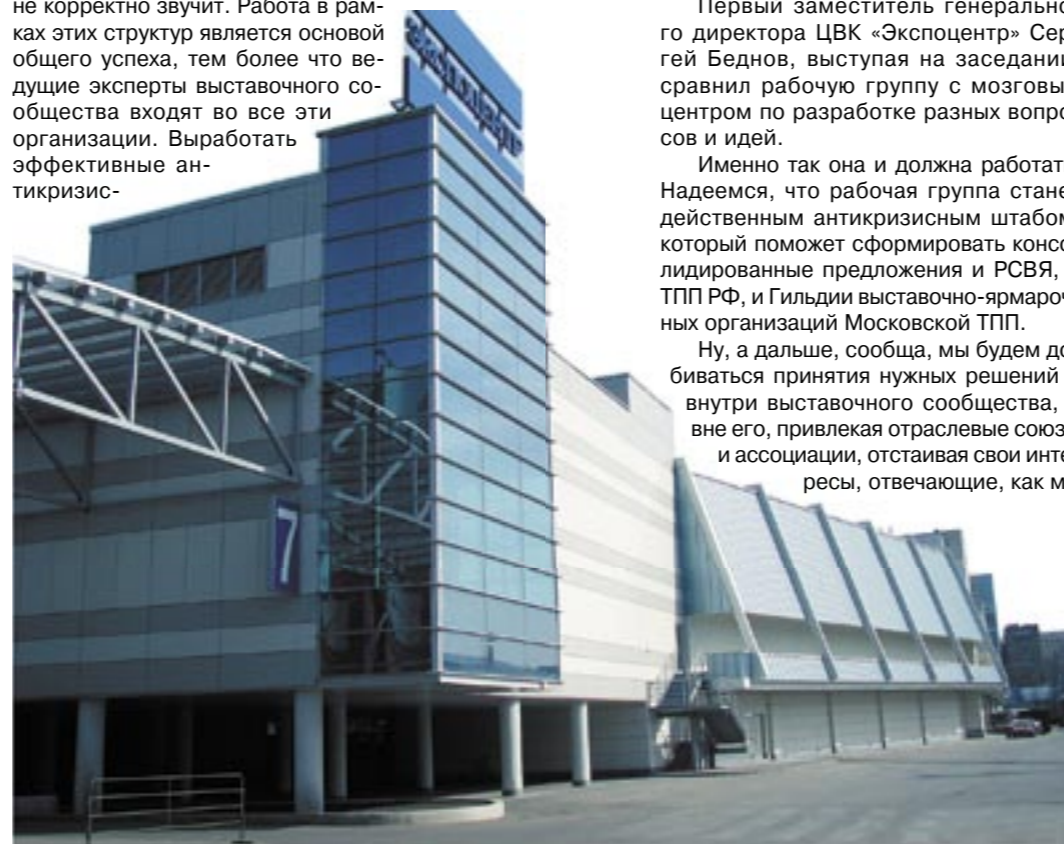 не корректно звучит. Работа в рам-
ках этих структур является основой
общего успеха, тем более что ве-
дущие эксперты выставочного со-
общества входят во все эти
организации. Выработать
эффективные ан-
тикризис-
экспоцентр
7
Первый заместитель генерально
го директора ЦВК «Экспоцентр» Сер
гей Беднов, выступая на заседании
сравнил рабочую группу с мозговы
центром по разработке разных вопро
сов и идей.
Именно так она и должна работат
Надеемся, что рабочая группа стане
действенным антикризисным штабом
который поможет сформировать консо
лидированные предложения и РСВЯ,
ТПП РФ, и Гильдии выставочно-ярмароч
ных организаций Московской ТПП.
Ну, а дальше, сообща, мы будем до
биваться принятия нужных решений
внутри выставочного сообщества,
вне его, привлекая отраслевые союз
и ассоциации, отстаивая свои инте
ресы, отвечающие, как м